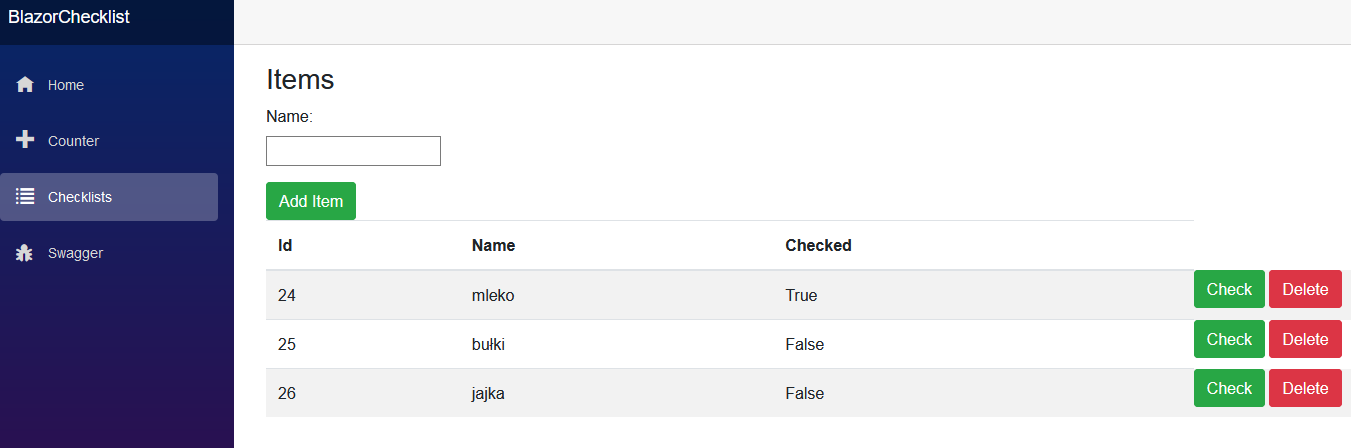 BlazorChecklist
Home
Counter
Checklists
Swagger
Items
Name:
Add Item
Id Name Checked
24 mleko True Check Delete
25 bułki False Check Delete
26 jajka False Check Delete